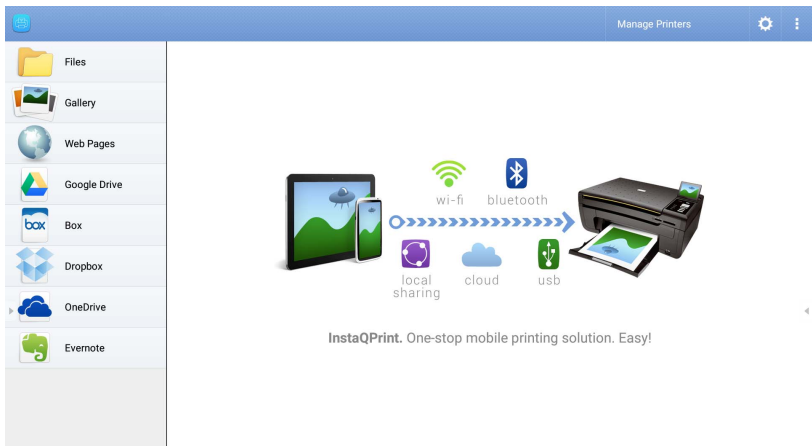 Manage Printers
Files
Gallery
Web Pages
Google Drive
box
Box
Dropbox
OneDrive
Evernote
wi-fi
bluetooth
local
sharing
cloud
usb
InstaQPrint. One-stop mobile printing solution. Easy!